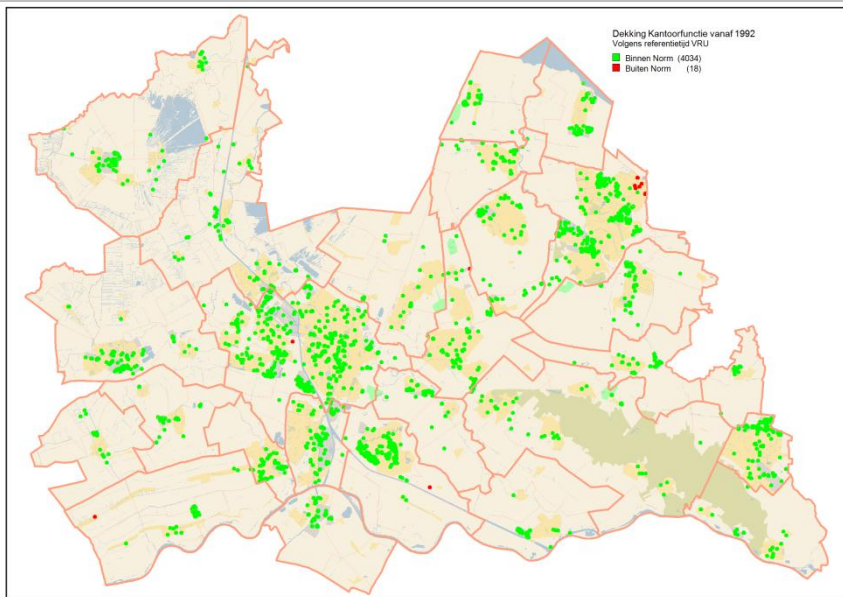 Dekking Kantoorfunctie vanaf 1992
Volgens referentietijd VRU
Binnen Norm (4034)
Buiten Norm (18)